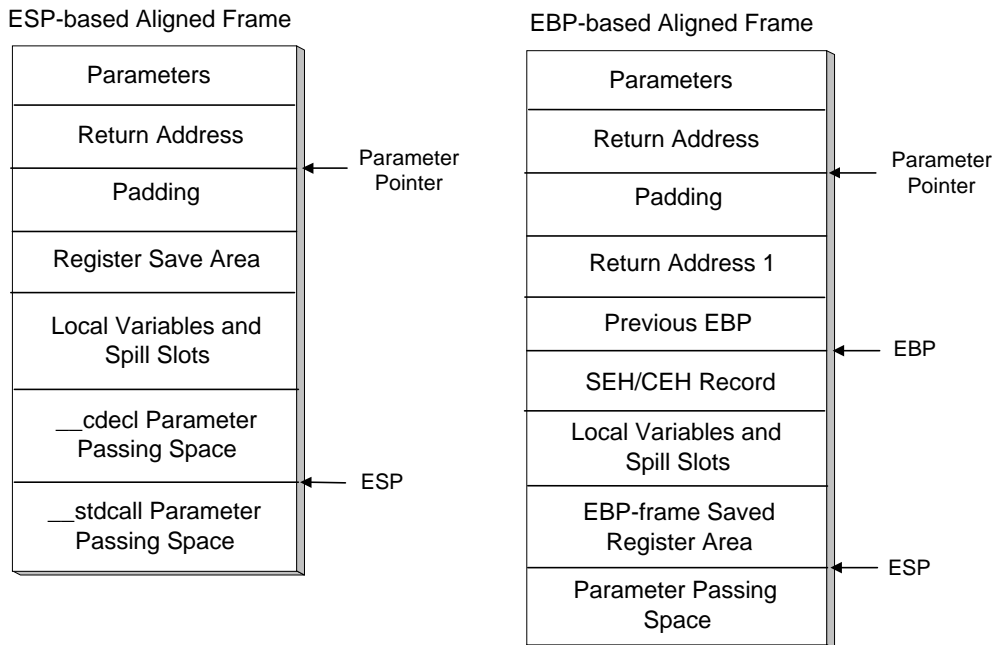 ESP-based Aligned Frame
Parameters
Return Address
Parameter
Pointer
Padding
Register Save Area
Local Variables and
Spill Slots
__cdecl Parameter
Passing Space
ESP
__stdcall Parameter
Passing Space
EBP-based Aligned Frame
Parameters
Return Address
Parameter
Pointer
Padding
Return Address 1
Previous EBP
EBP
SEH/CEH Record
Local Variables and
Spill Slots
EBP-frame Saved
Register Area
ESP
Parameter Passing
Space